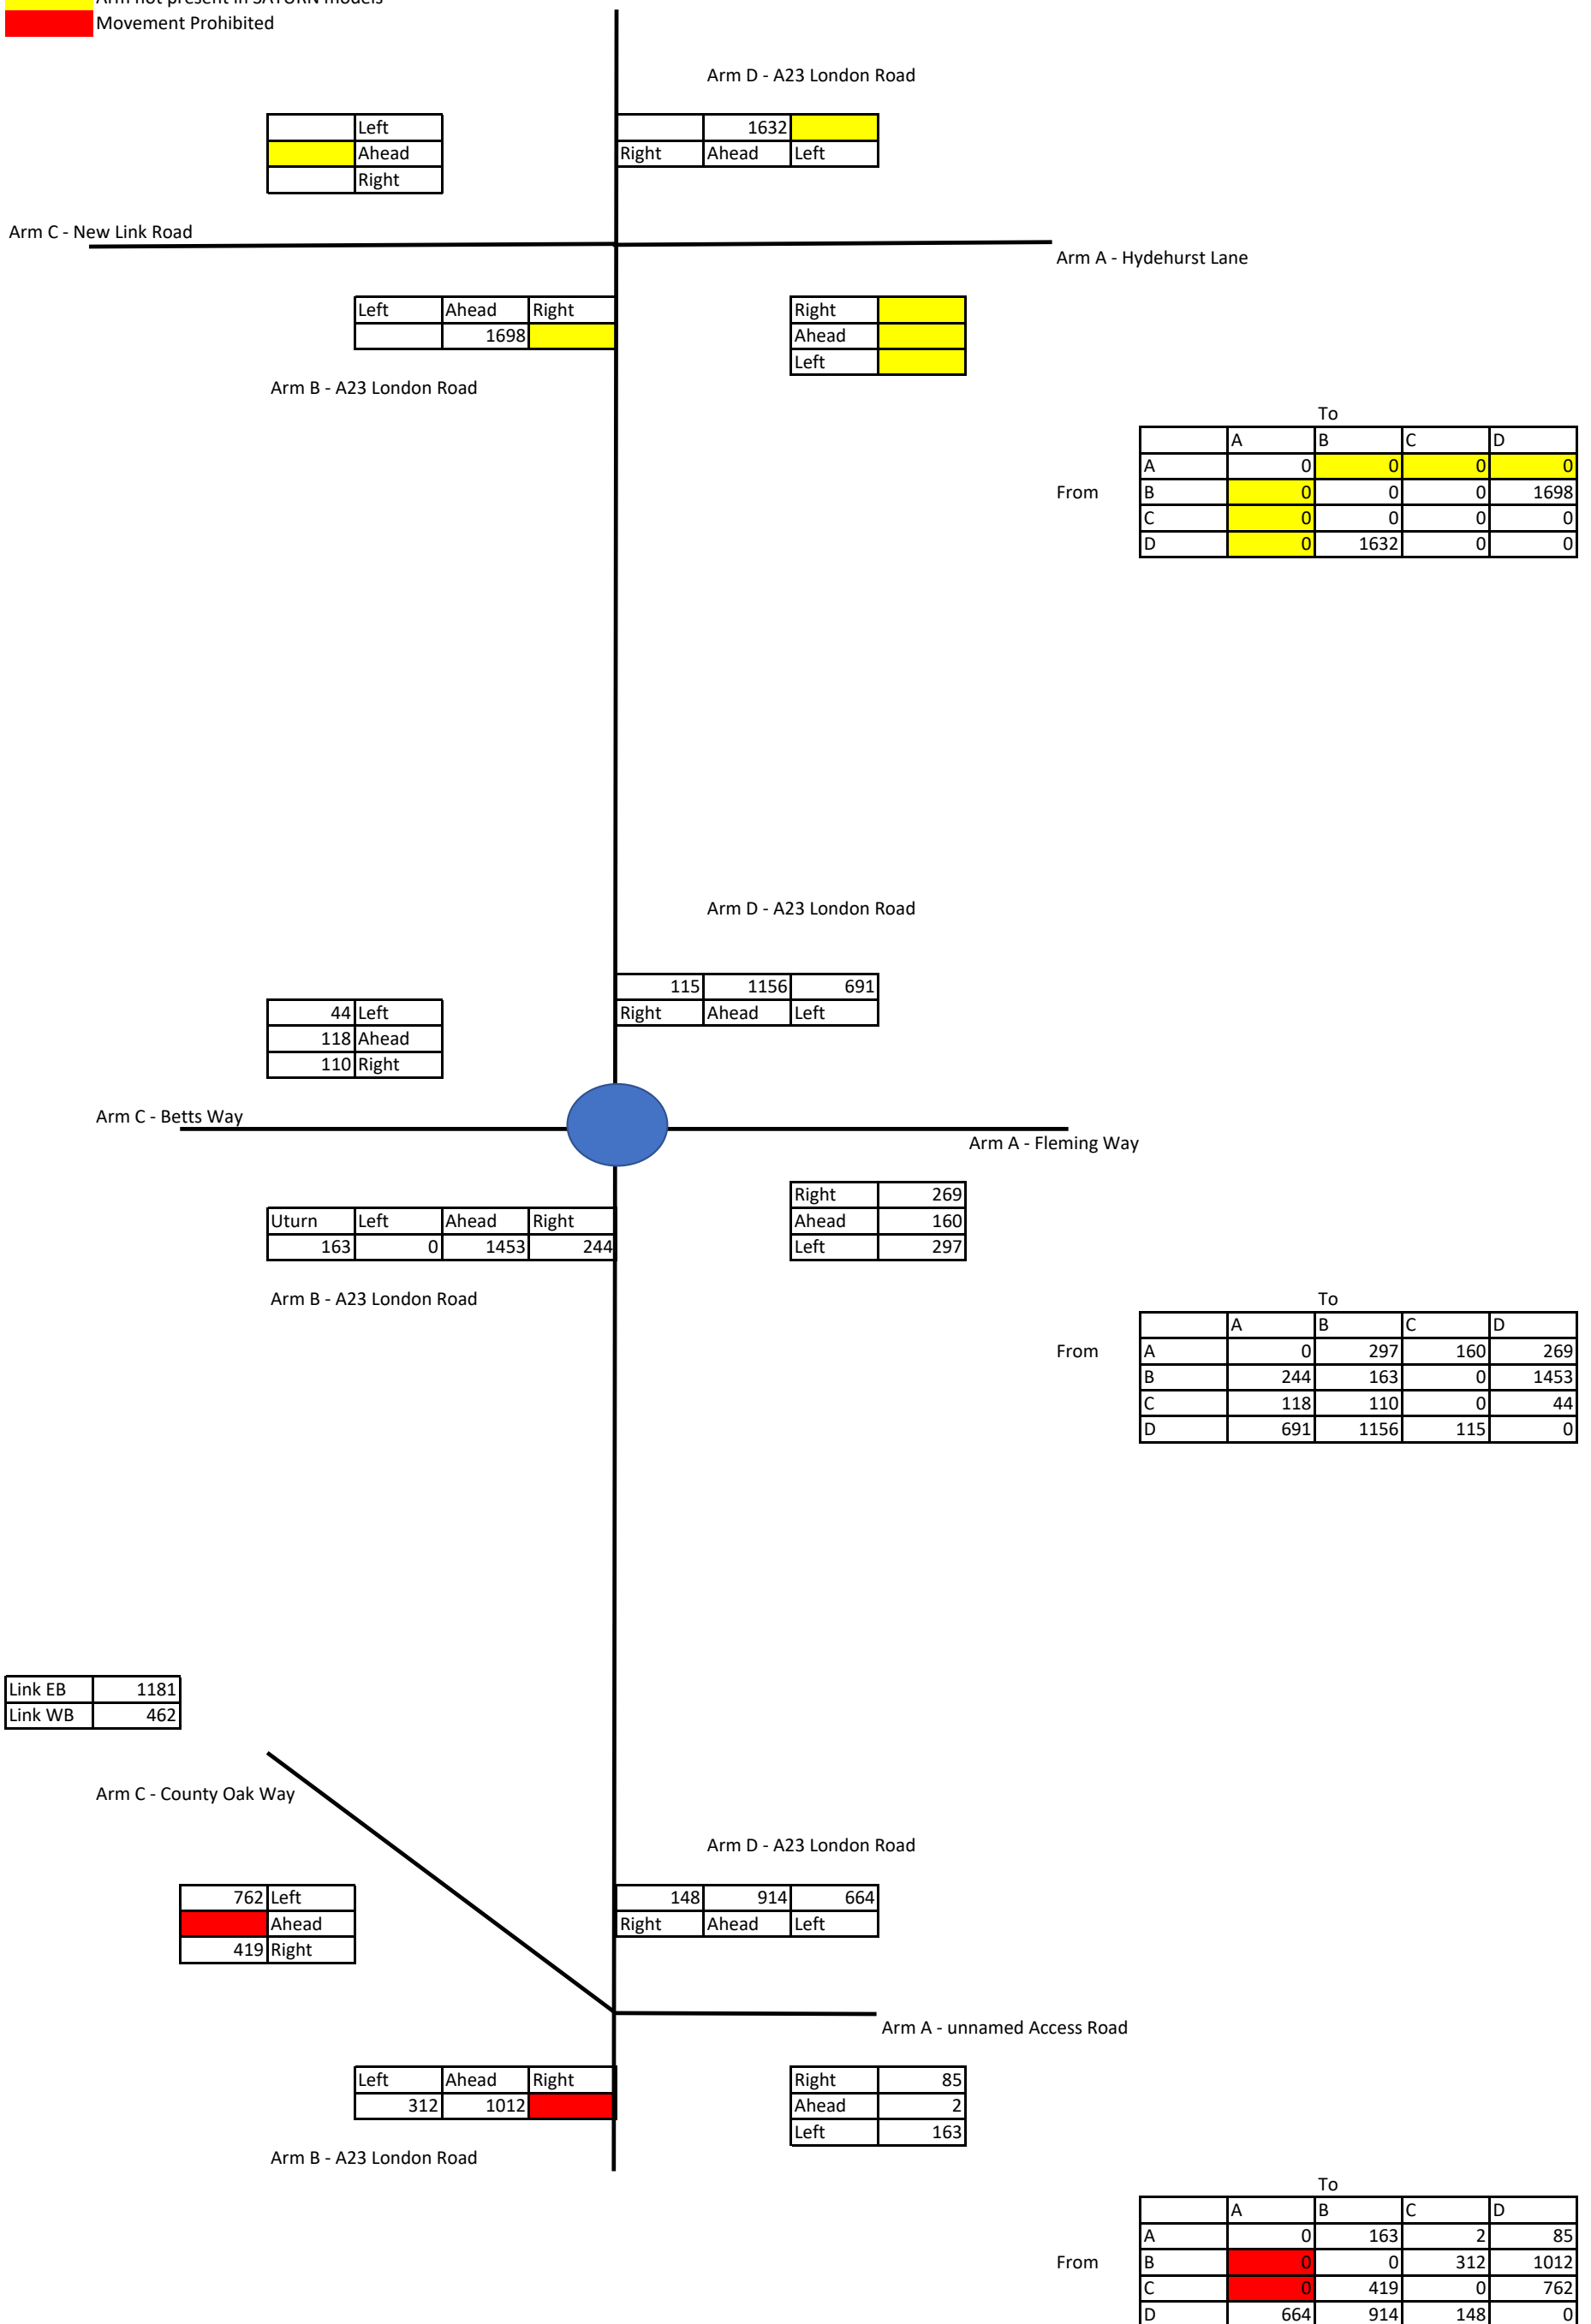 Arm not present in SATURN models
Movement Prohibited
Arm D - A23 London Road
Left
Ahead
Right
1632
Right Ahead Left
Arm C - New Link Road
Arm A - Hydehurst Lane
Left Ahead Right
1698
Right
Ahead
Left
Arm B - A23 London Road
To
A B C D
A 0 0 0 0
From B 0 0 0 1698
C 0 0 0 0
D 0 1632 0 0
Arm D - A23 London Road
115 1156 691
Right Ahead Left
44 Left
118 Ahead
110 Right
Arm C - Betts Way
Arm A - Fleming Way
Uturn Left Ahead Right
163 0 1453 244
Right 269
Ahead 160
Left 297
Arm B - A23 London Road
To
A B C D
From A 0 297 160 269
B 244 163 0 1453
C 118 110 0 44
D 691 1156 115 0
Link EB 1181
Link WB 462
Arm C - County Oak Way
Arm D - A23 London Road
762 Left
Ahead
419 Right
148 914 664
Right Ahead Left
Arm A - unnamed Access Road
Left Ahead Right
312 1012
Right 85
Ahead 2
Left 163
Arm B - A23 London Road
To
A B C D
A 0 163 2 85
From B 0 0 312 1012
C 0 419 0 762
D 664 914 148 0